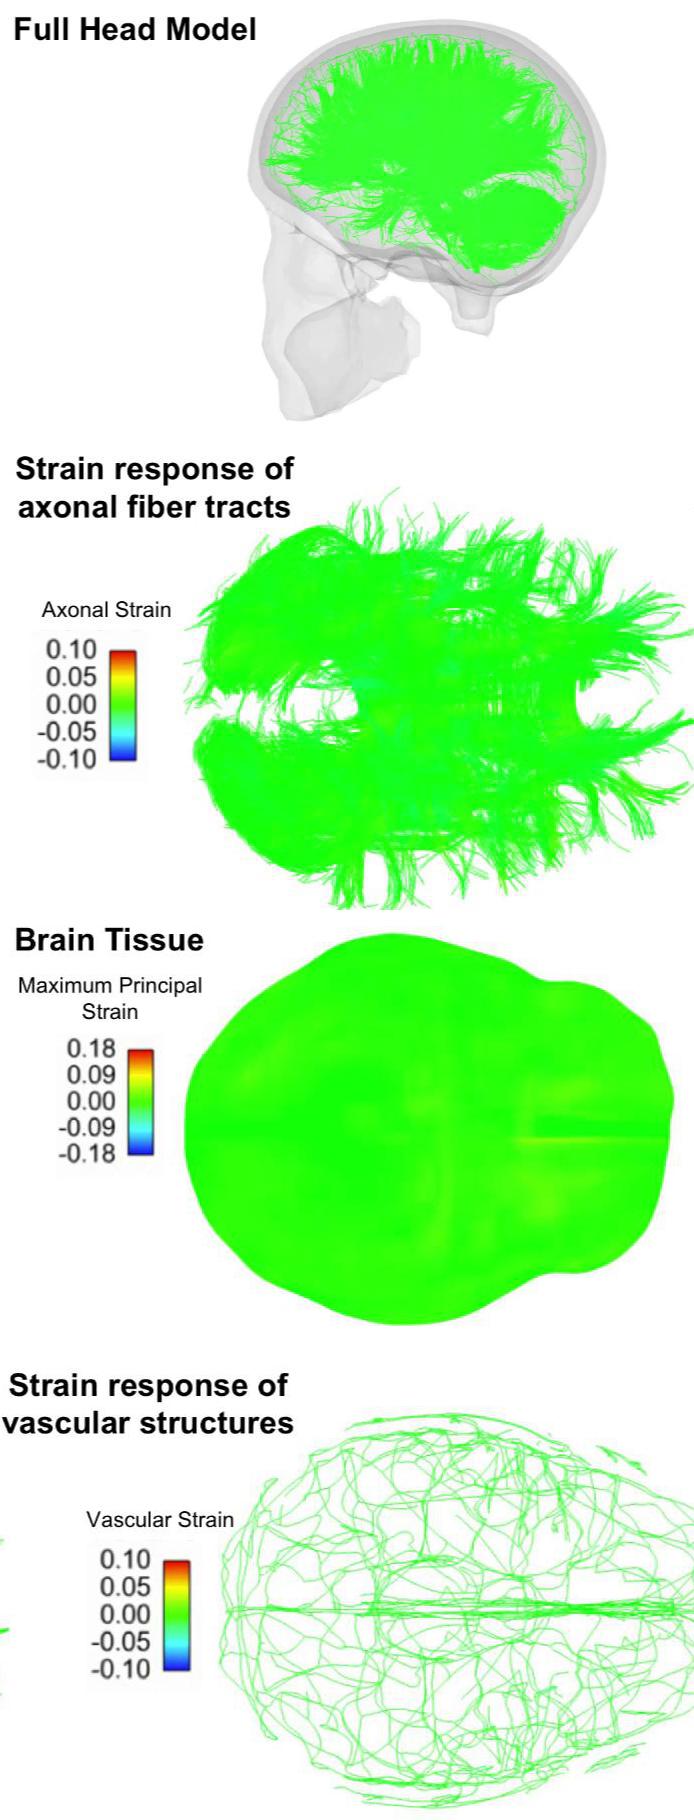 Full Head Model
Strain response of
axonal fiber tracts
Axonal Strain
0.10
0.05
0.00
-0.05
-0.10
Brain Tissue
Maximum Principal
Strain
0.18
0.09
0.00
-0.09
-0.18
Strain response of
vascular structures
Vascular Strain
0.10
0.05
0.00
-0.05
-0.10